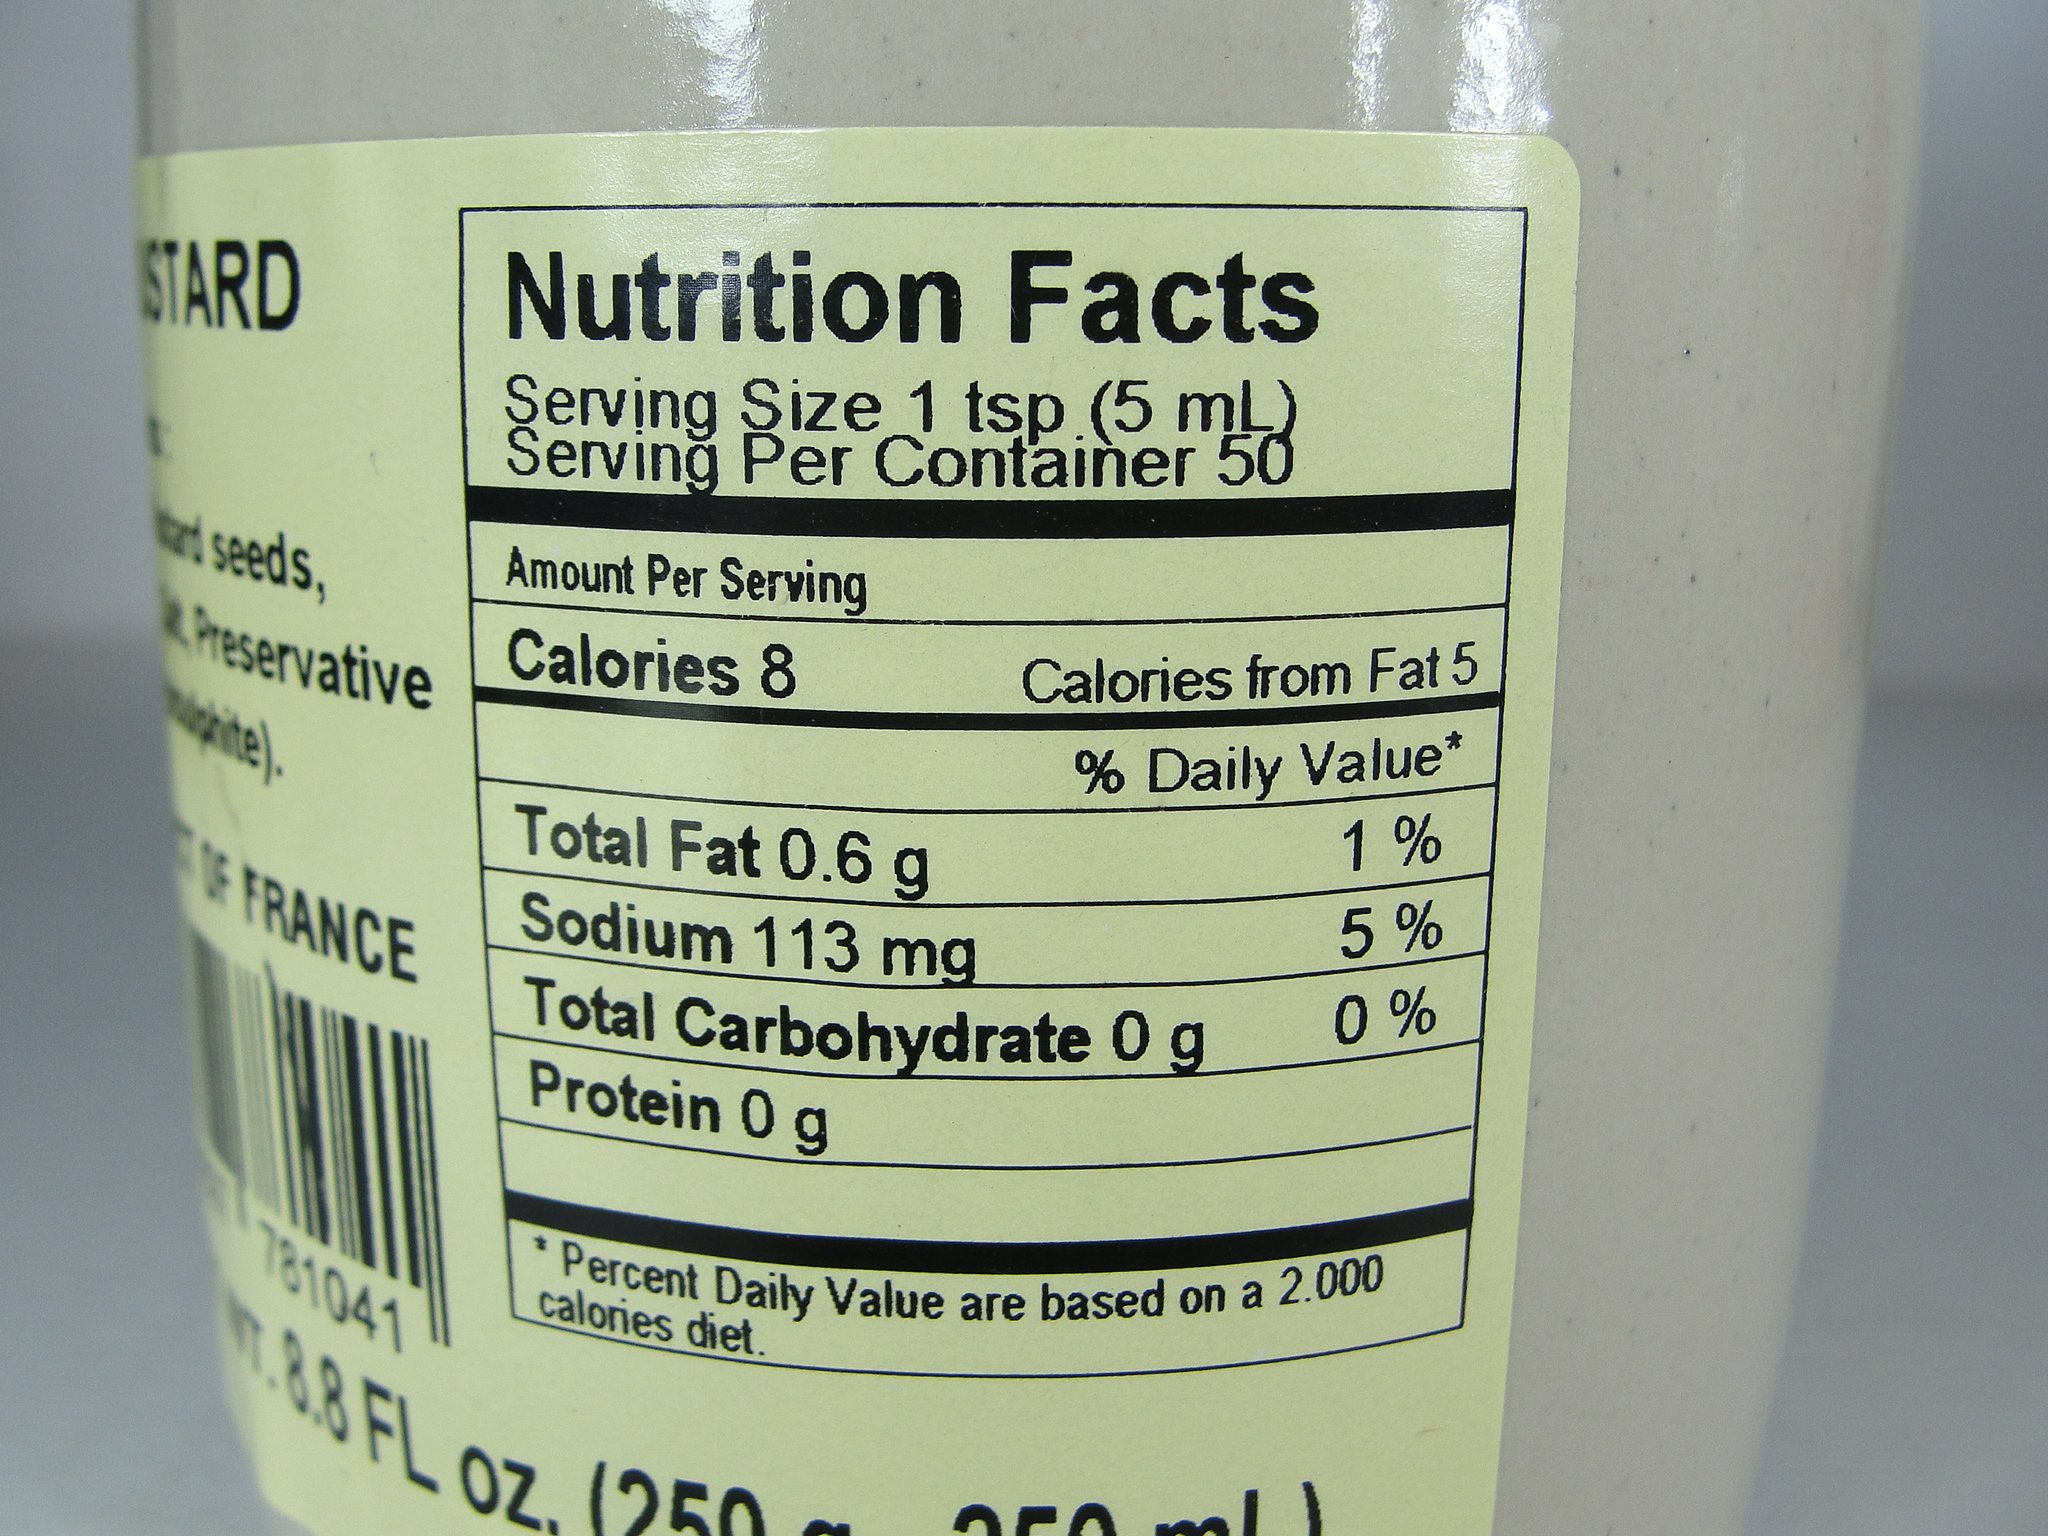 STARD
seeds,
Preservative
OF FRANCE
781041
8.8 FL oz. (250 g 250 mL)
Nutrition Facts
Serving Size 1 tsp (5 mL)
Serving Per Container 50
Amount Per Serving
Calories 8 Calories from Fat 5
% Daily Value*
Total Fat 0.6 g 1 %
Sodium 113 mg 5 %
Total Carbohydrate 0 g 0 %
Protein 0 g
* Percent Daily Value are based on a 2.000
calories diet.